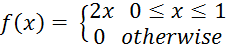 f(x) = { 2x 0 ≤ x ≤ 1
0 otherwise